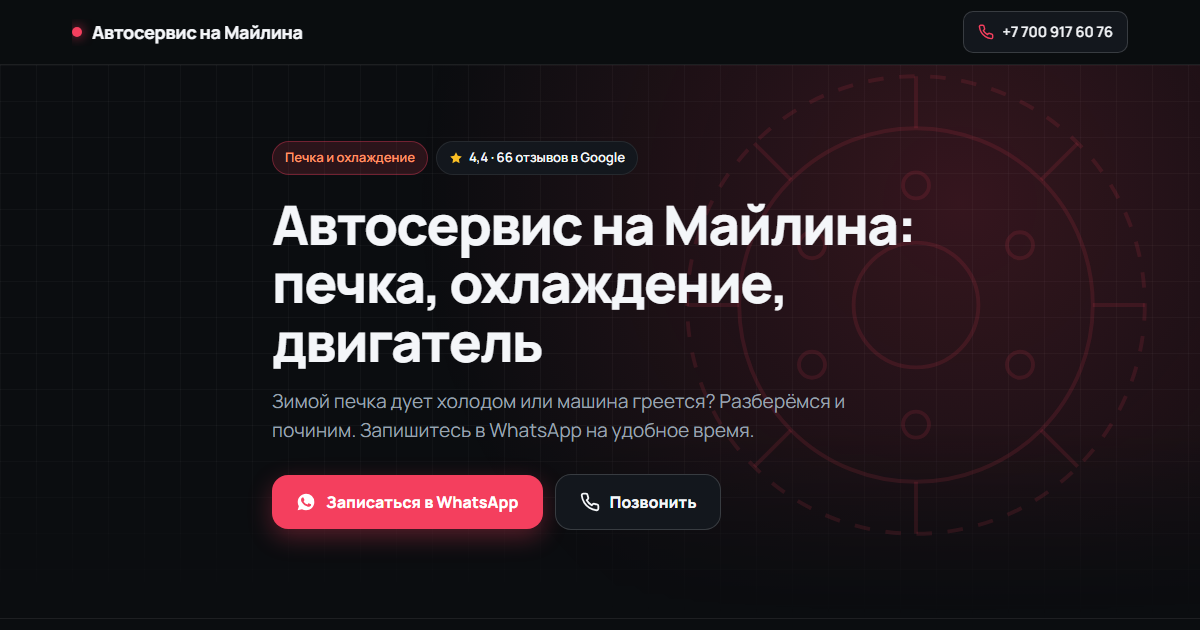 Автосервис на Майлина
+7 700 917 60 76
Печка и охлаждение
4,4 · 66 отзывов в Google
Автосервис на Майлина:
печка, охлаждение,
двигатель
Зимой печка дует холодом или машина греется? Разберёмся и
починим. Запишитесь в WhatsApp на удобное время.
Записаться в WhatsApp
Позвонить